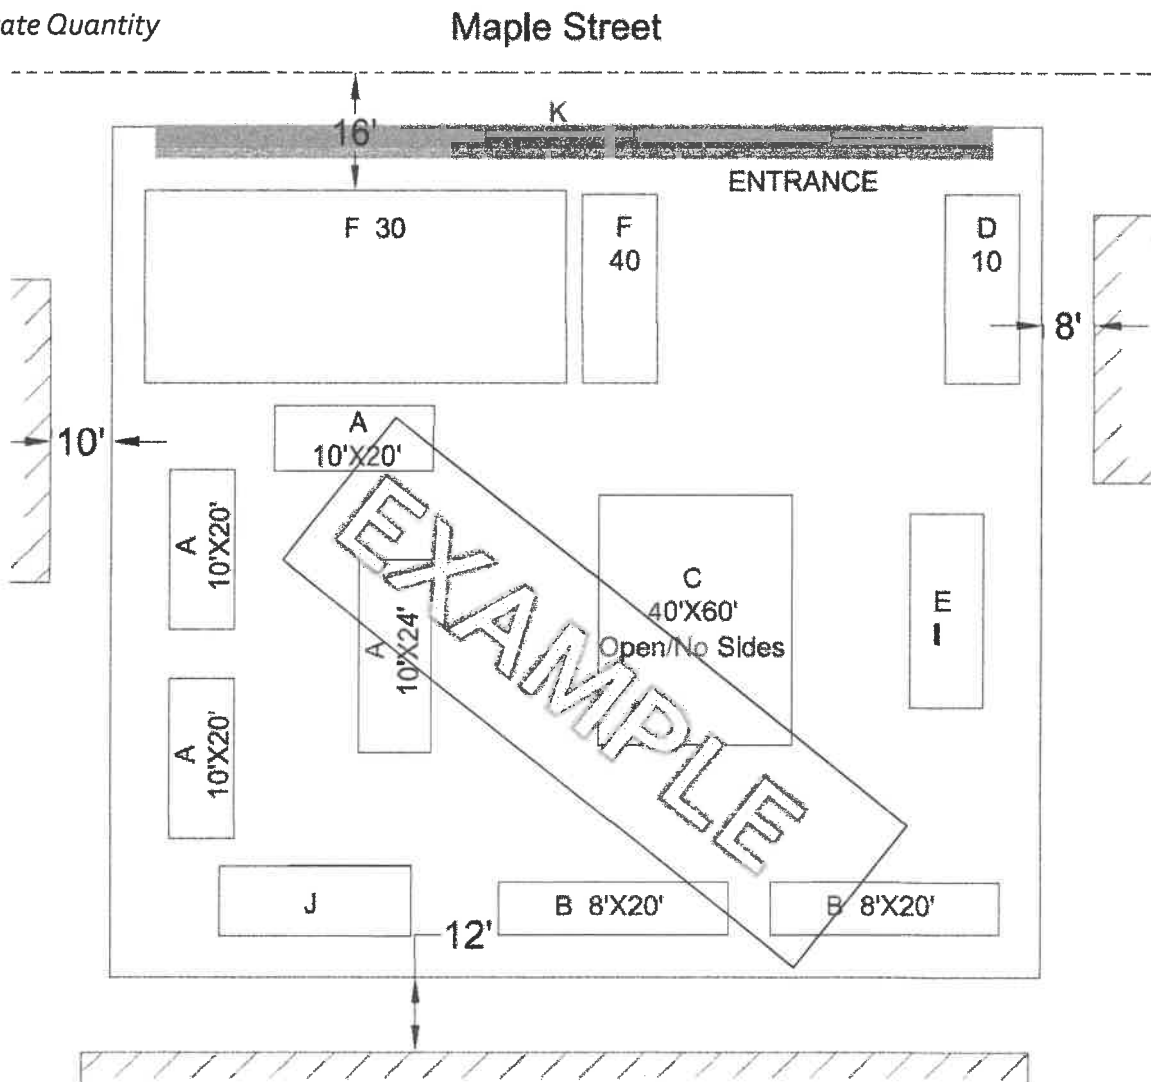 ate Quantity
Maple Street
K
16'
ENTRANCE
F 30
F
40
D
10
8'
10'
A
10'X20'
A
10'X20'
A
10'X24'
C
40'X60'
Open/No Sides
E
EXAMPLE
A
10'X20'
J
B 8'X20'
B 8'X20'
12'